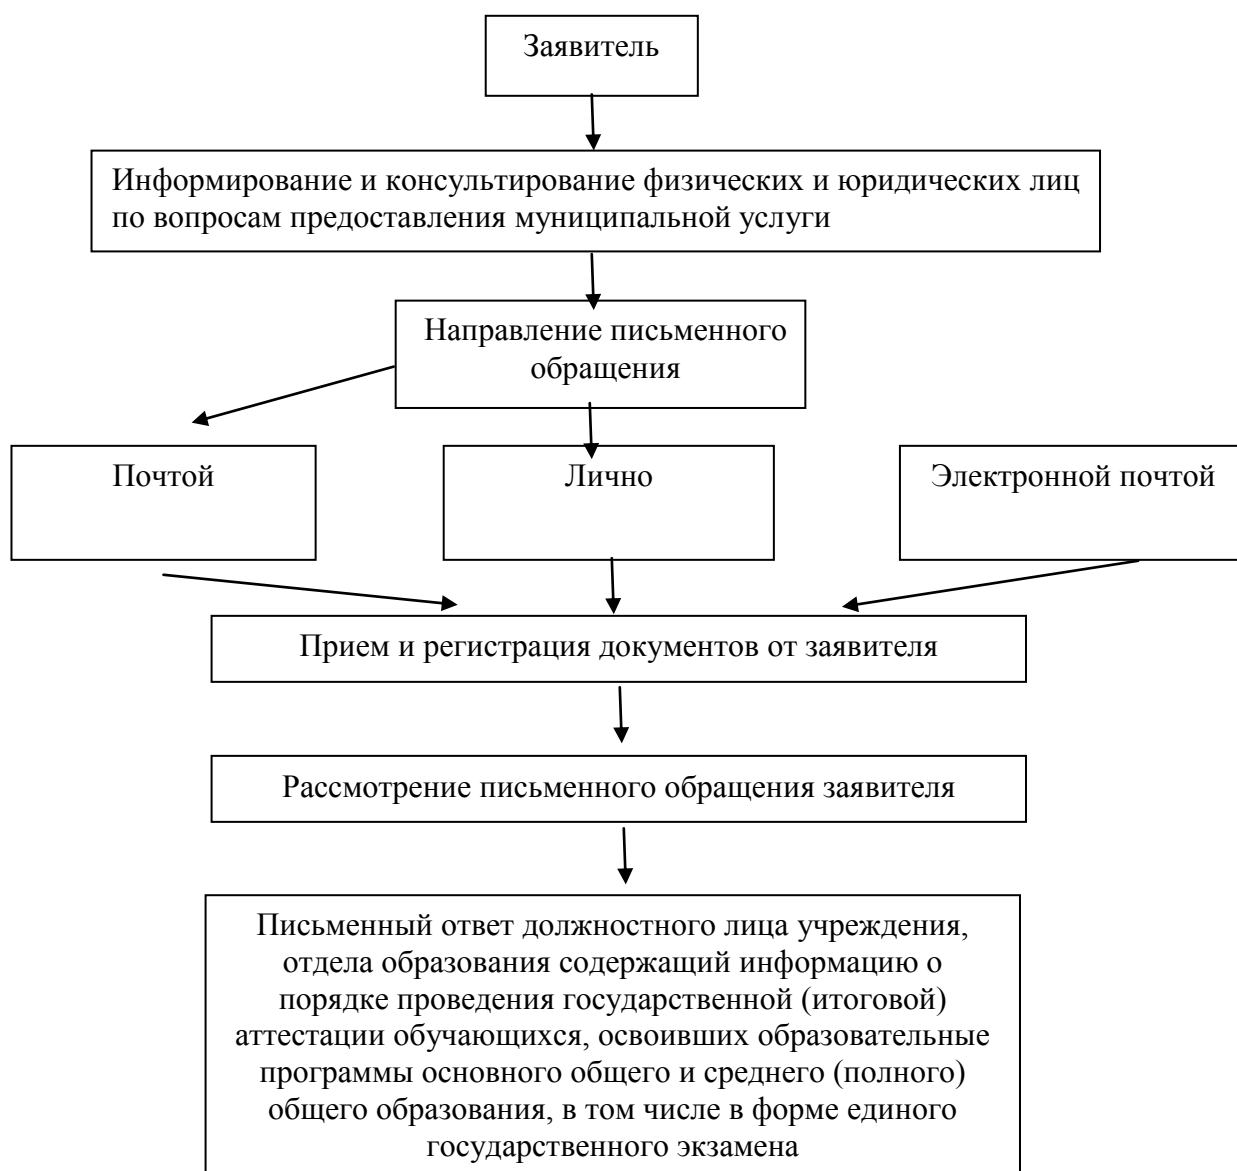 Заявитель
Информирование и консультирование физических и юридических лиц
по вопросам предоставления муниципальной услуги
Направление письменного
обращения
Почтой
Лично
Электронной почтой
Прием и регистрация документов от заявителя
Рассмотрение письменного обращения заявителя
Письменный ответ должностного лица учреждения,
отдела образования содержащий информацию о
порядке проведения государственной (итоговой)
аттестации обучающихся, освоивших образовательные
программы основного общего и среднего (полного)
общего образования, в том числе в форме единого
государственного экзамена